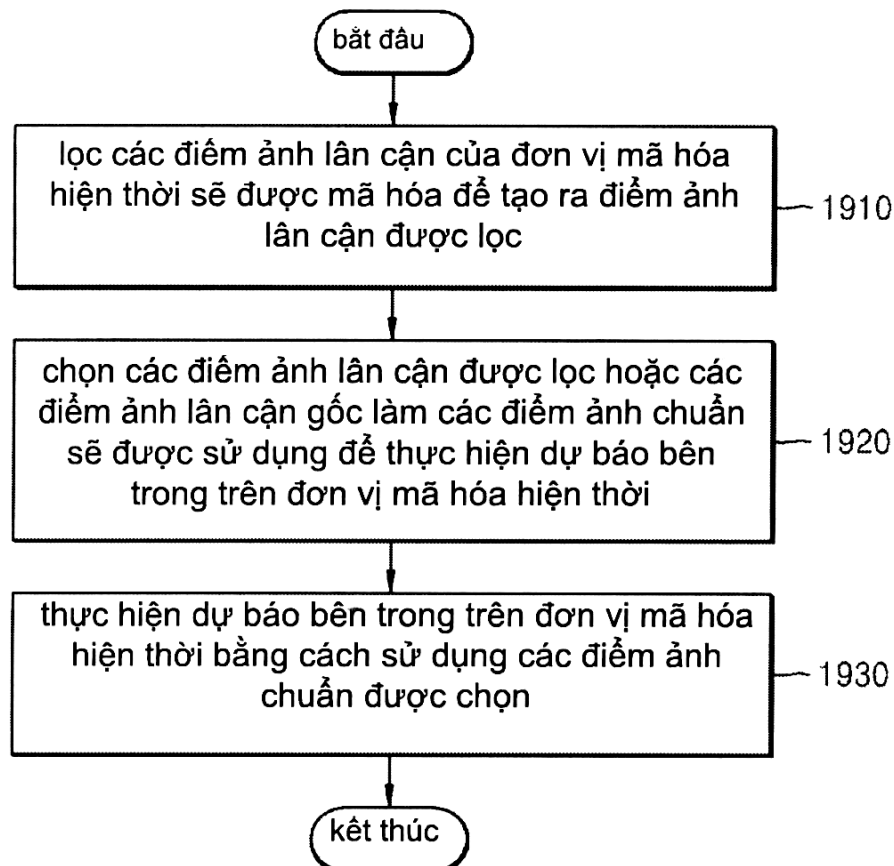 bắt đầu
lọc các điểm ảnh lân cận của đơn vị mã hóa
hiện thời sẽ được mã hóa để tạo ra điểm ảnh
lân cận được lọc
1910
chọn các điểm ảnh lân cận được lọc hoặc các
điểm ảnh lân cận gốc làm các điểm ảnh chuẩn
sẽ được sử dụng để thực hiện dự báo bên
trong trên đơn vị mã hóa hiện thời
1920
thực hiện dự báo bên trong trên đơn vị mã hóa
hiện thời bằng cách sử dụng các điểm ảnh
chuẩn được chọn
1930
kết thúc